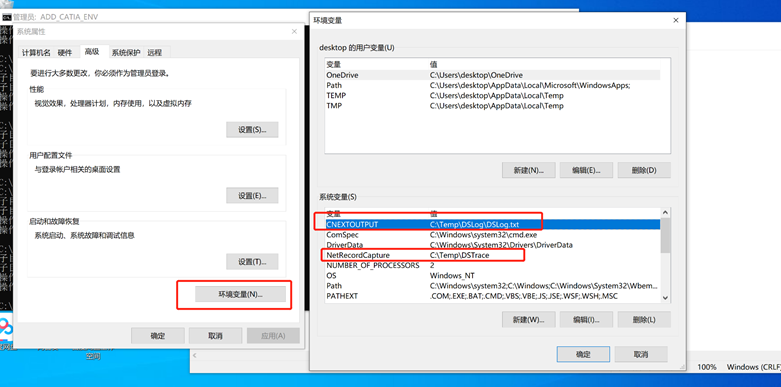 管理员: ADD_CATIA_ENV
系统属性
计算机名 硬件 高级 系统保护 远程
要进行大多数更改，你必须作为管理员登录。
性能
视觉效果，处理器计划，内存使用，以及虚拟内存
设置(S)...
用户配置文件
与登录帐户相关的桌面设置
设置(E)...
启动和故障恢复
系统启动、系统故障和调试信息
设置(T)...
环境变量(N)...
确定 取消 应用(A)
环境变量
desktop 的用户变量(U)
变量 值
OneDrive C:\Users\desktop\OneDrive
Path C:\Users\desktop\AppData\Local\Microsoft\WindowsApps;
TEMP C:\Users\desktop\AppData\Local\Temp
TMP C:\Users\desktop\AppData\Local\Temp
新建(N)... 编辑(E)... 删除(D)
系统变量(S)
变量 值
CNEXTOUTPUT C:\Temp\DSLog\DSLog.txt
ComSpec C:\Windows\system32\cmd.exe
DriverData C:\Windows\System32\Drivers\DriverData
NetRecordCapture C:\Temp\DSTrace
NUMBER_OF_PROCESSORS 2
OS Windows_NT
Path C:\Windows\system32;C:\Windows;C:\Windows\System32\Wbem...
PATHEXT .COM;.EXE;.BAT;.CMD;.VBS;.VBE;.JS;.JSE;.WSF;.WSH;.MSC
新建(W)... 编辑(I)... 删除(L)
确定 取消
空间
100% Windows (CRLF)